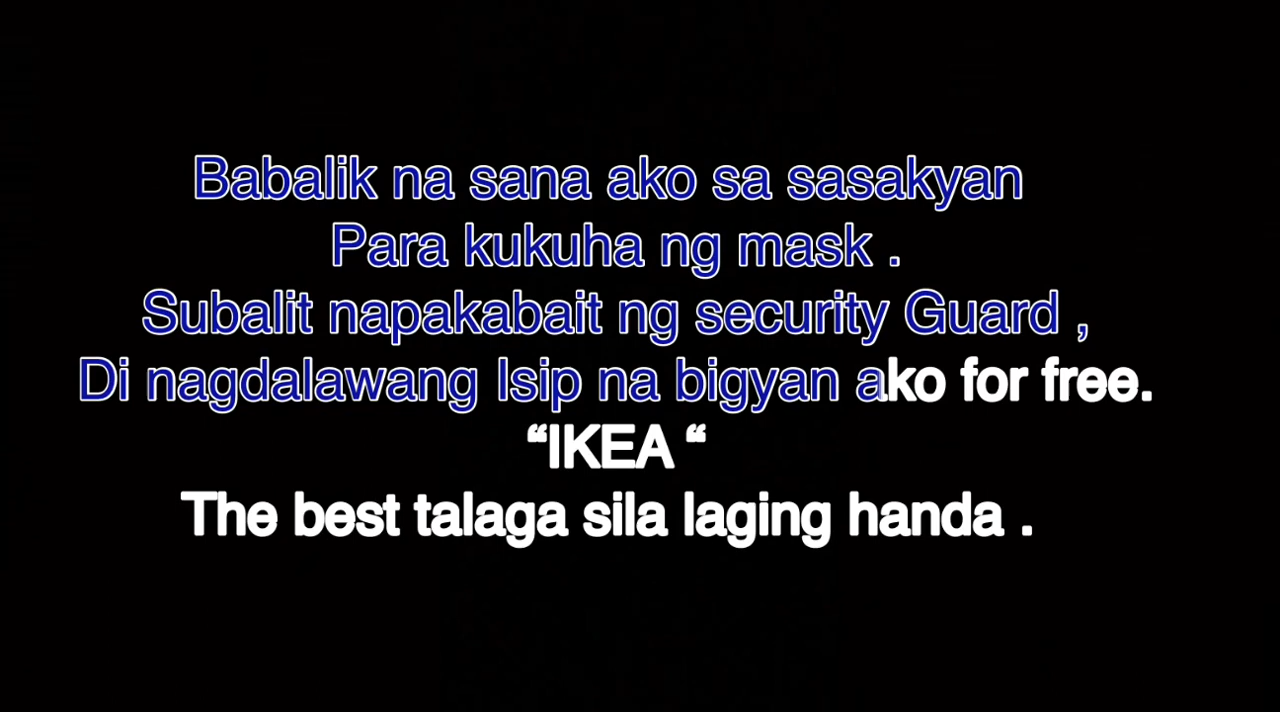 Babalik na sana ako sa sasakyan
Para kukuha ng mask .
Subalit napakabait ng security Guard ,
Di nagdalawang Isip na bigyan ako for free.
“IKEA “
The best talaga sila laging handa .